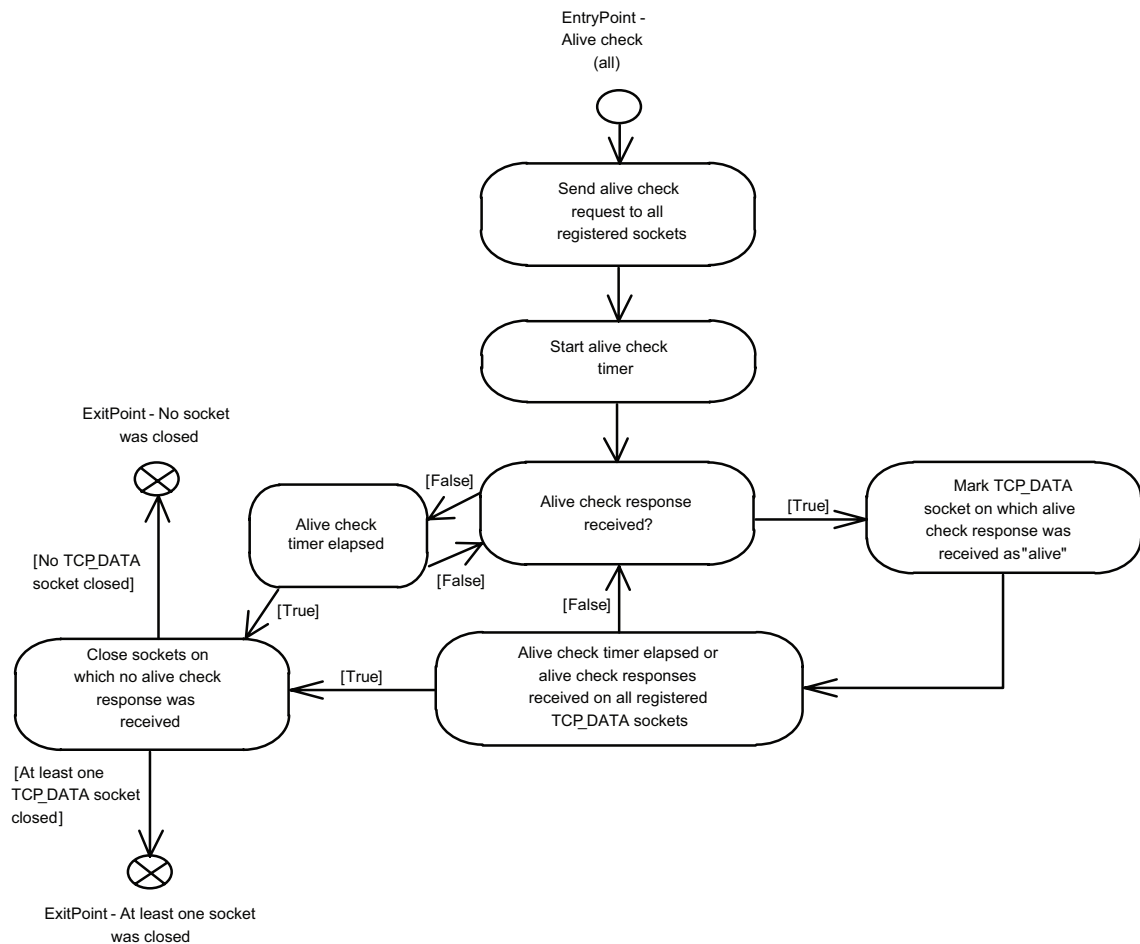 EntryPoint -
Alive check
(all)
Send alive check
request to all
registered sockets
Start alive check
timer
ExitPoint - No socket
was closed
[False]
Alive check response
received?
[True]
Mark TCP_DATA
socket on which alive
check response was
received as "alive"
Alive check
timer elapsed
[False]
[No TCP_DATA
socket closed]
[True]
[False]
Close sockets on
which no alive check
response was
received
[True]
Alive check timer elapsed or
alive check responses
received on all registered
TCP_DATA sockets
[At least one
TCP_DATA socket
closed]
ExitPoint - At least one socket
was closed